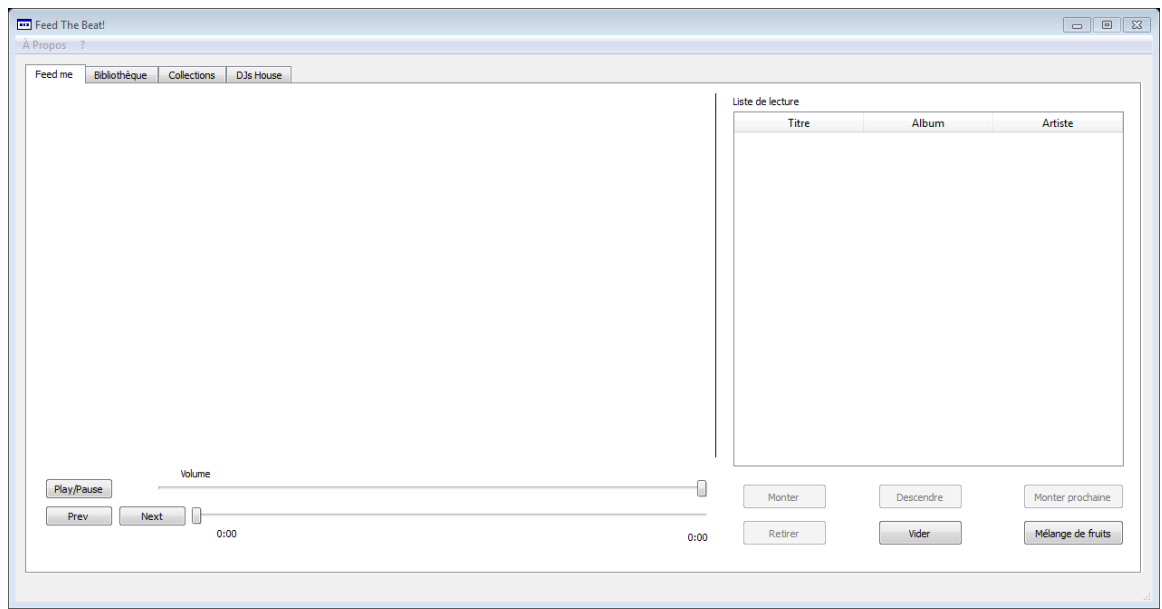 Feed The Beat!
À Propos ?
Feed me Bibliothèque Collections DJs House
Liste de lecture
Titre Album Artiste
Volume
Play/Pause
Prev Next
0:00 0:00
Monter Descendre Monter prochaine
Retirer Vider Mélange de fruits